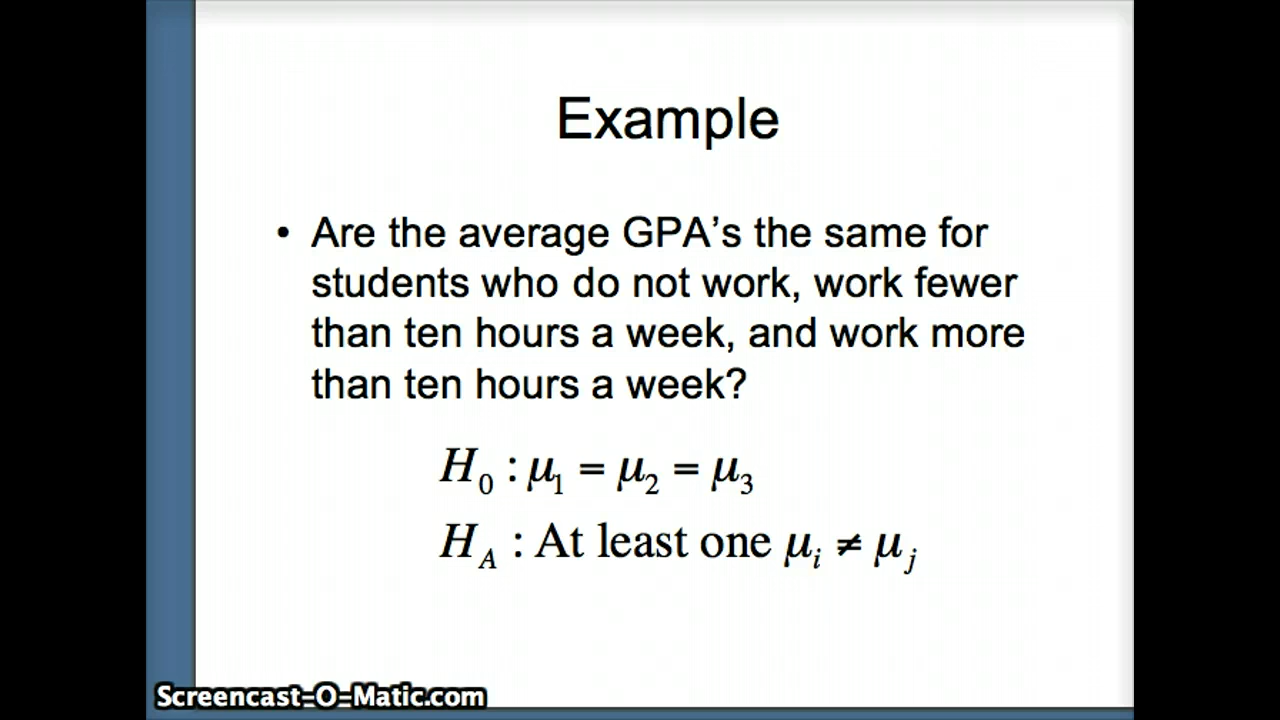 Example
• Are the average GPA’s the same for
students who do not work, work fewer
than ten hours a week, and work more
than ten hours a week?
H₀ : μ₁ = μ₂ = μ₃
H_A : At least one μᵢ ≠ μⱼ
Screencast-O-Matic.com